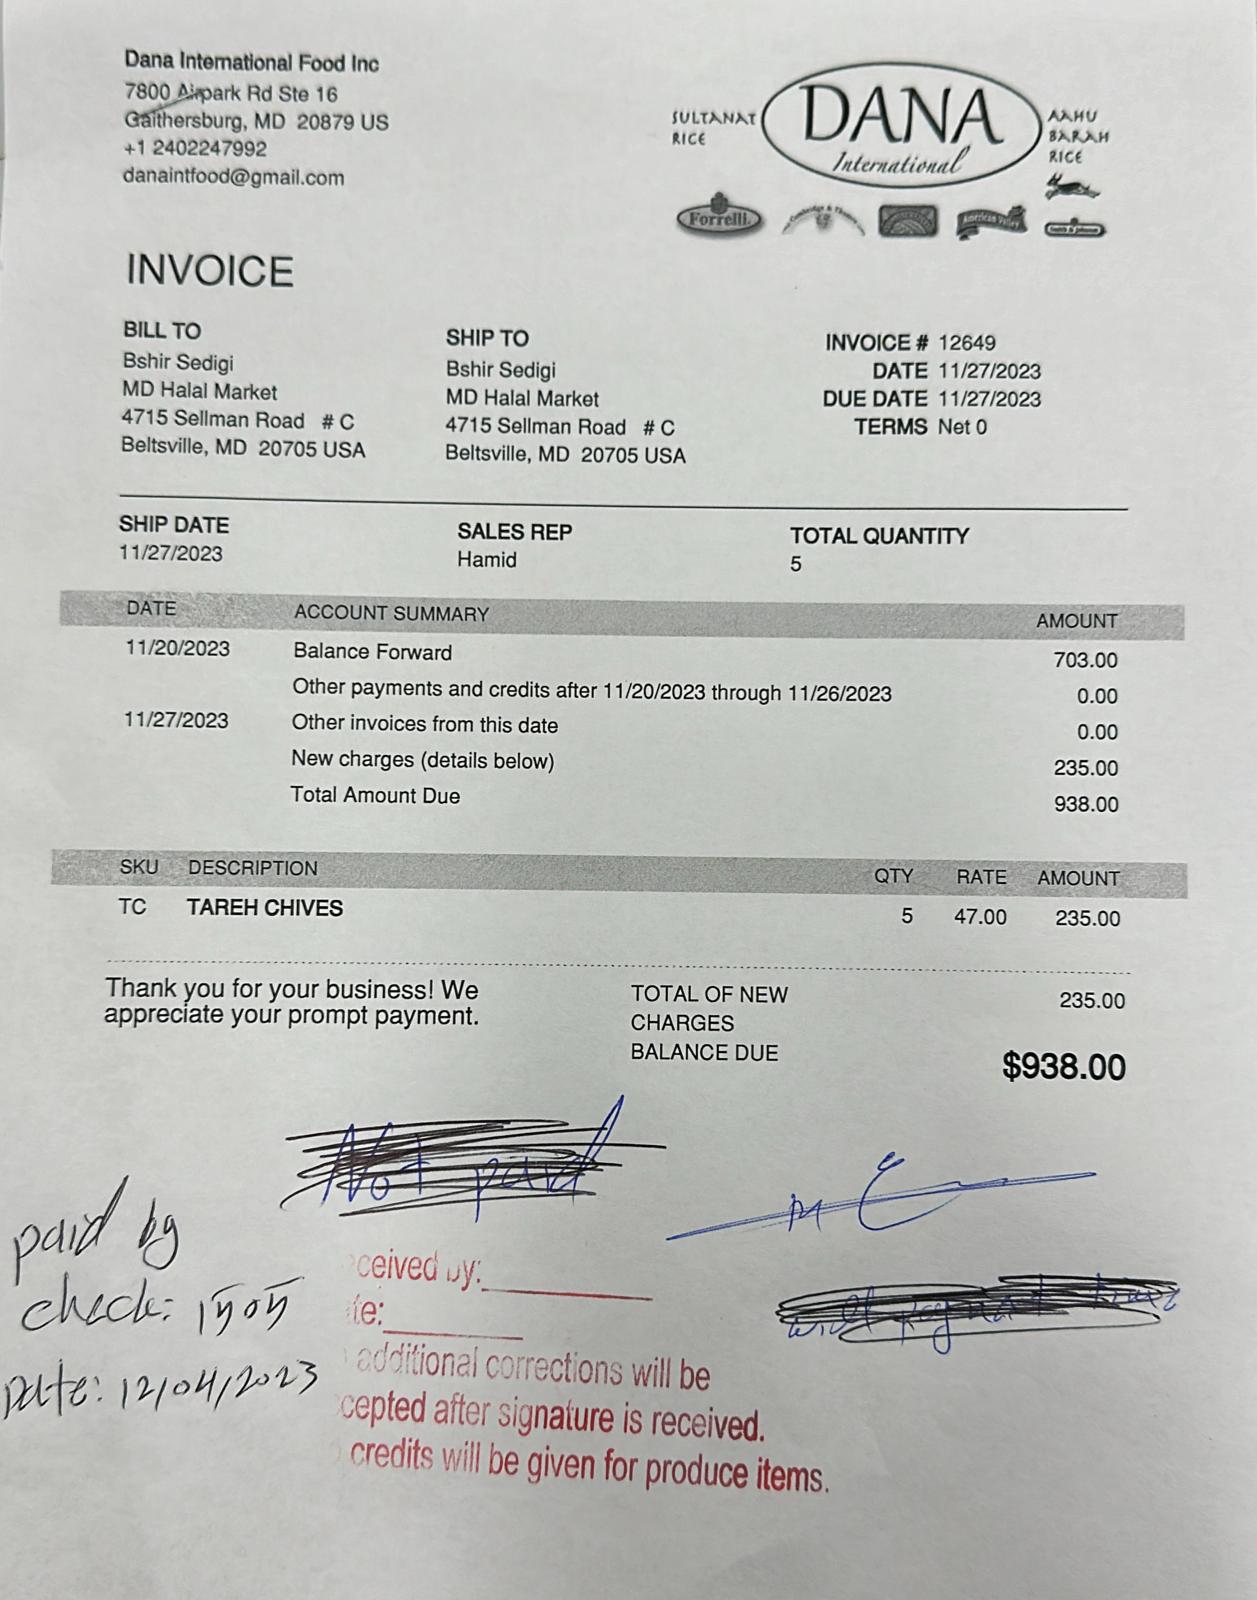 Dana International Food Inc
7800 Airpark Rd Ste 16
Gaithersburg, MD 20879 US
+1 2402247992
danaintfood@gmail.com
SULTANAT
RICE
DANA
International
AAHU
BARAH
RICE
Forrelli
American Valley
INVOICE
BILL TO
Bshir Sedigi
MD Halal Market
4715 Sellman Road # C
Beltsville, MD 20705 USA
SHIP TO
Bshir Sedigi
MD Halal Market
4715 Sellman Road # C
Beltsville, MD 20705 USA
INVOICE # 12649
DATE 11/27/2023
DUE DATE 11/27/2023
TERMS Net 0
SHIP DATE
11/27/2023
SALES REP
Hamid
TOTAL QUANTITY
5
DATE ACCOUNT SUMMARY AMOUNT
11/20/2023 Balance Forward 703.00
Other payments and credits after 11/20/2023 through 11/26/2023 0.00
11/27/2023 Other invoices from this date 0.00
New charges (details below) 235.00
Total Amount Due 938.00
SKU DESCRIPTION QTY RATE AMOUNT
TC TAREH CHIVES 5 47.00 235.00
Thank you for your business! We
appreciate your prompt payment.
TOTAL OF NEW
CHARGES 235.00
BALANCE DUE $938.00
Not paid
paid by
check: 1505
Date: 12/04/2023
ceived by:
te:
additional corrections will be
cepted after signature is received.
credits will be given for produce items.